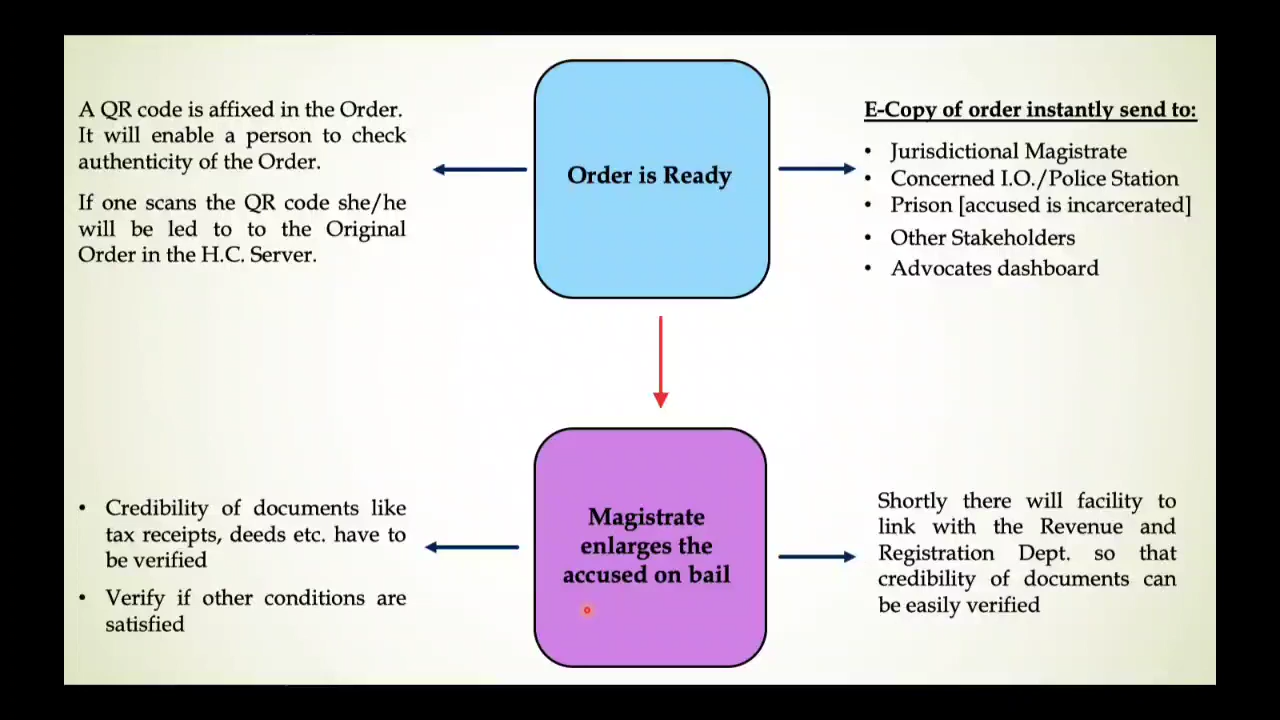 A QR code is affixed in the Order.
It will enable a person to check
authenticity of the Order.
If one scans the QR code she/he
will be led to to the Original
Order in the H.C. Server.
Order is Ready
E-Copy of order instantly send to:
• Jurisdictional Magistrate
• Concerned I.O./Police Station
• Prison [accused is incarcerated]
• Other Stakeholders
• Advocates dashboard
• Credibility of documents like
tax receipts, deeds etc. have to
be verified
• Verify if other conditions are
satisfied
Magistrate
enlarges the
accused on bail
Shortly there will facility to
link with the Revenue and
Registration Dept. so that
credibility of documents can
be easily verified